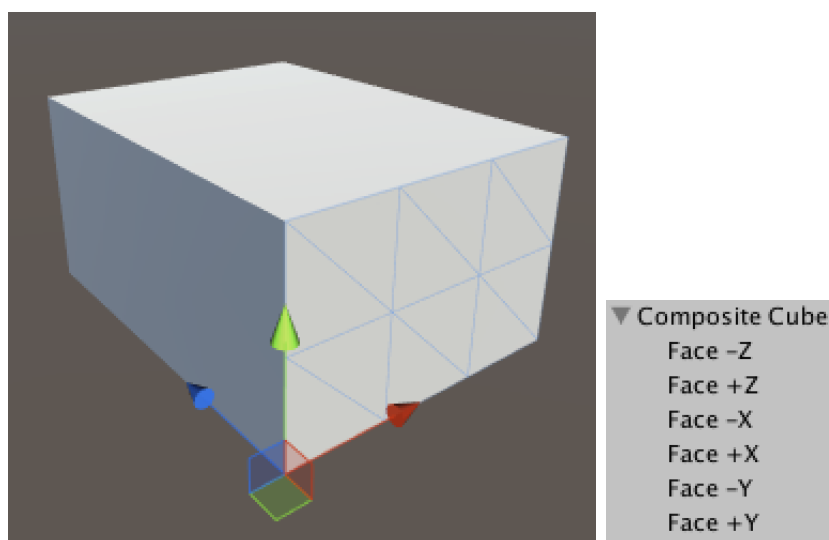 Composite Cube
Face -Z
Face +Z
Face -X
Face +X
Face -Y
Face +Y